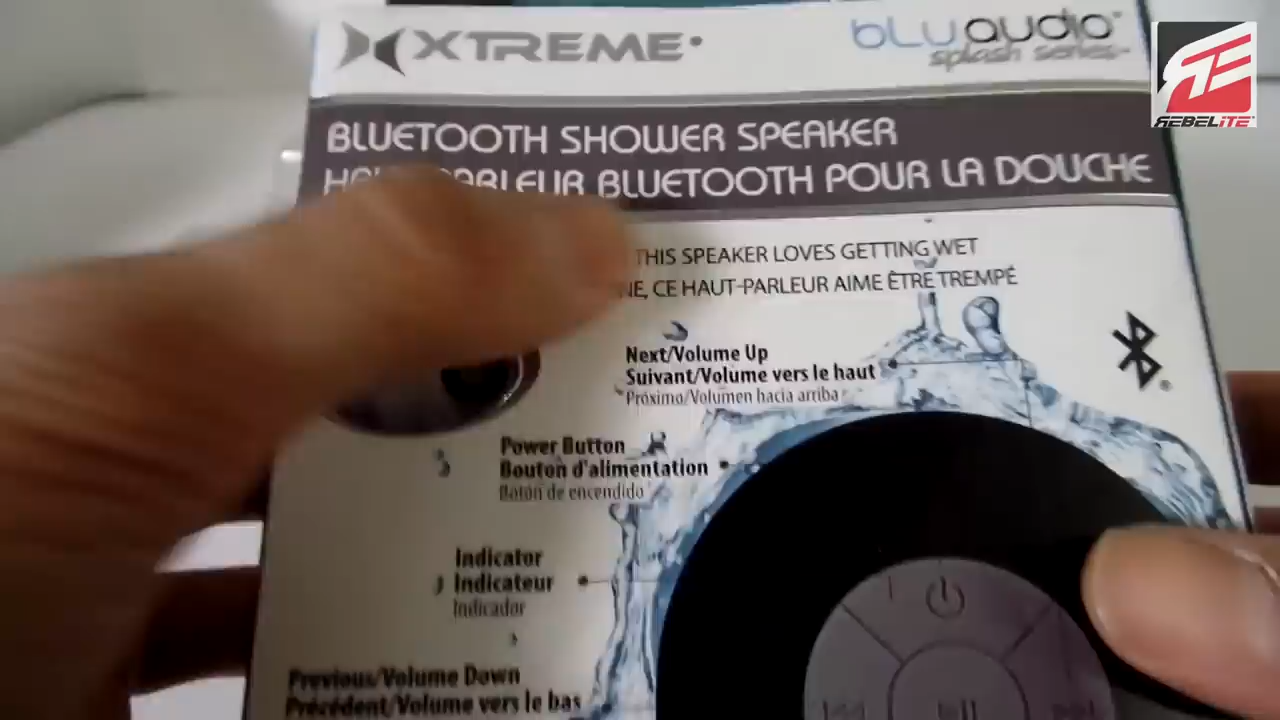 XTREME
bLuaudio
splash series™
REBELITE
BLUETOOTH SHOWER SPEAKER
PARLEUR BLUETOOTH POUR LA DOUCHE
THIS SPEAKER LOVES GETTING WET
CE HAUT-PARLEUR AIME ÊTRE TREMPÉ
Next/Volume Up
Suivant/Volume vers le haut
Próximo/Volumen hacia arriba
Power Button
Bouton d'alimentation
Botón de encendido
Indicator
Indicateur
Indicador
Previous/Volume Down
Précédent/Volume vers le bas